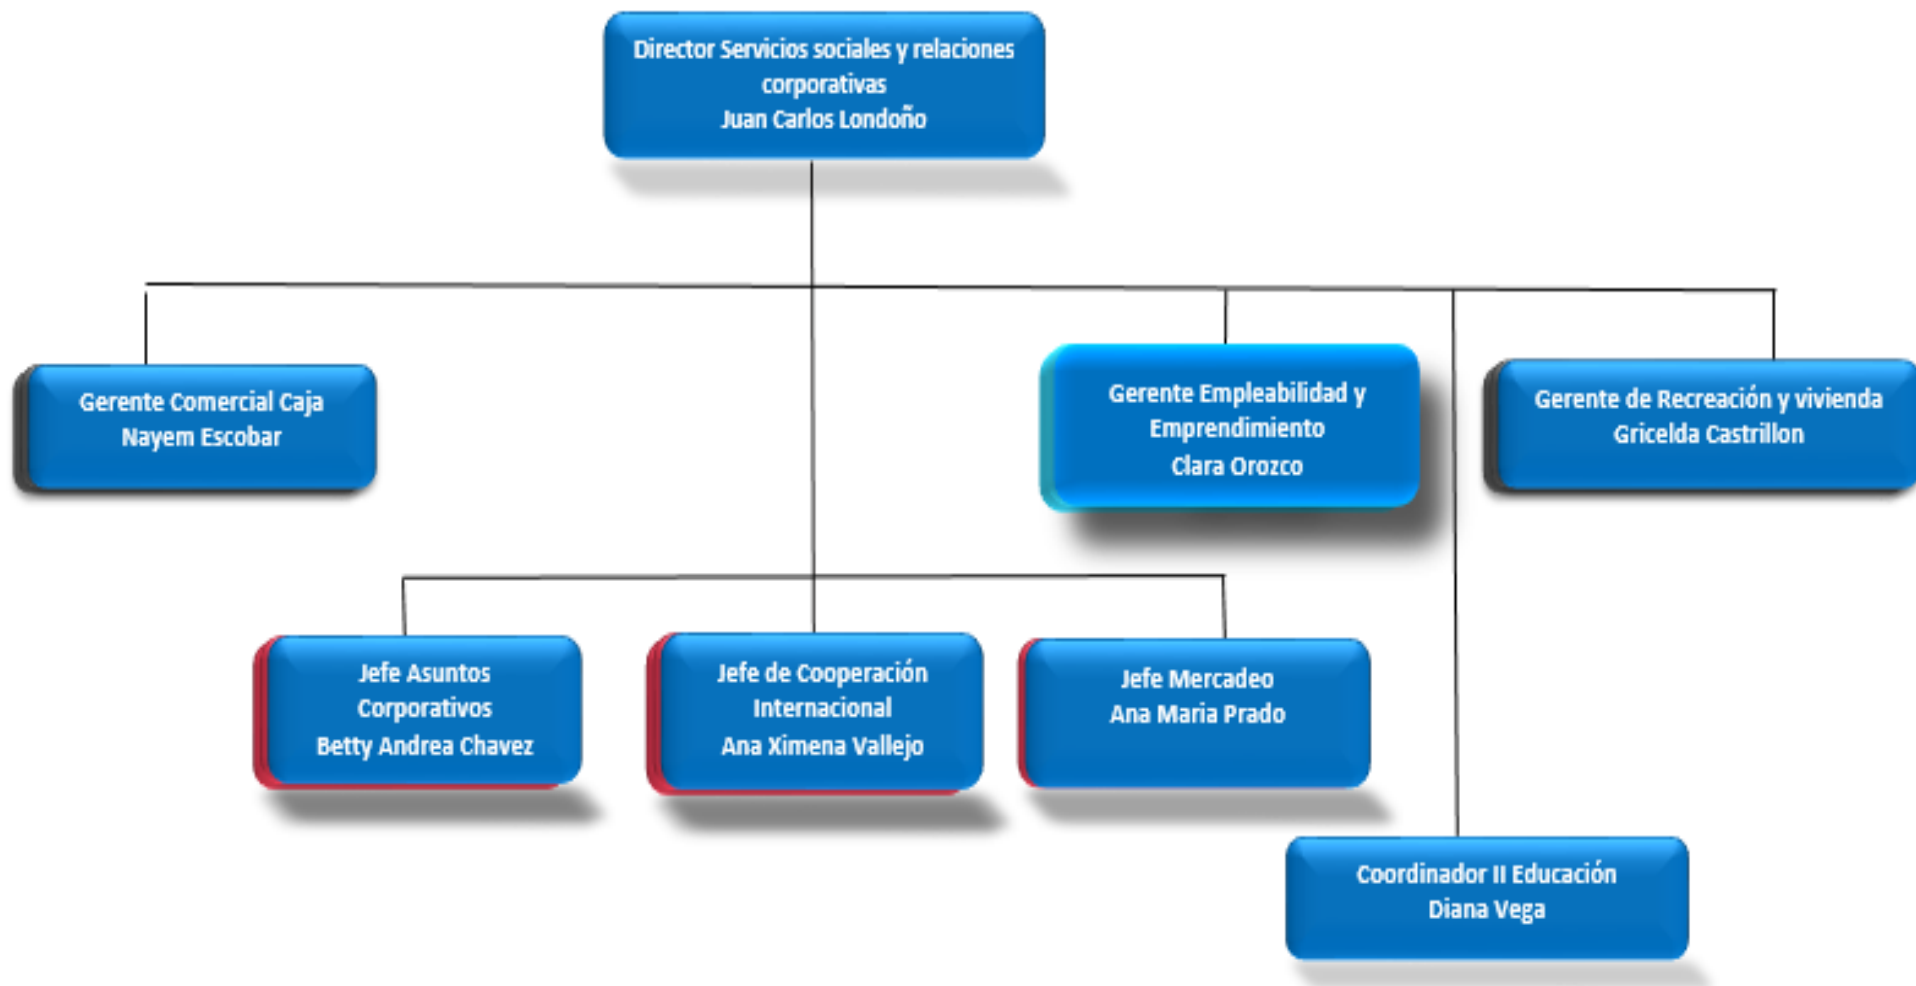 Director Servicios sociales y relaciones
corporativas
Juan Carlos Londoño
Gerente Comercial Caja
Nayem Escobar
Gerente Empleabilidad y
Emprendimiento
Clara Orozco
Gerente de Recreación y vivienda
Gricelda Castrillon
Jefe Asuntos
Corporativos
Betty Andrea Chavez
Jefe de Cooperación
Internacional
Ana Ximena Vallejo
Jefe Mercadeo
Ana Maria Prado
Coordinador II Educación
Diana Vega